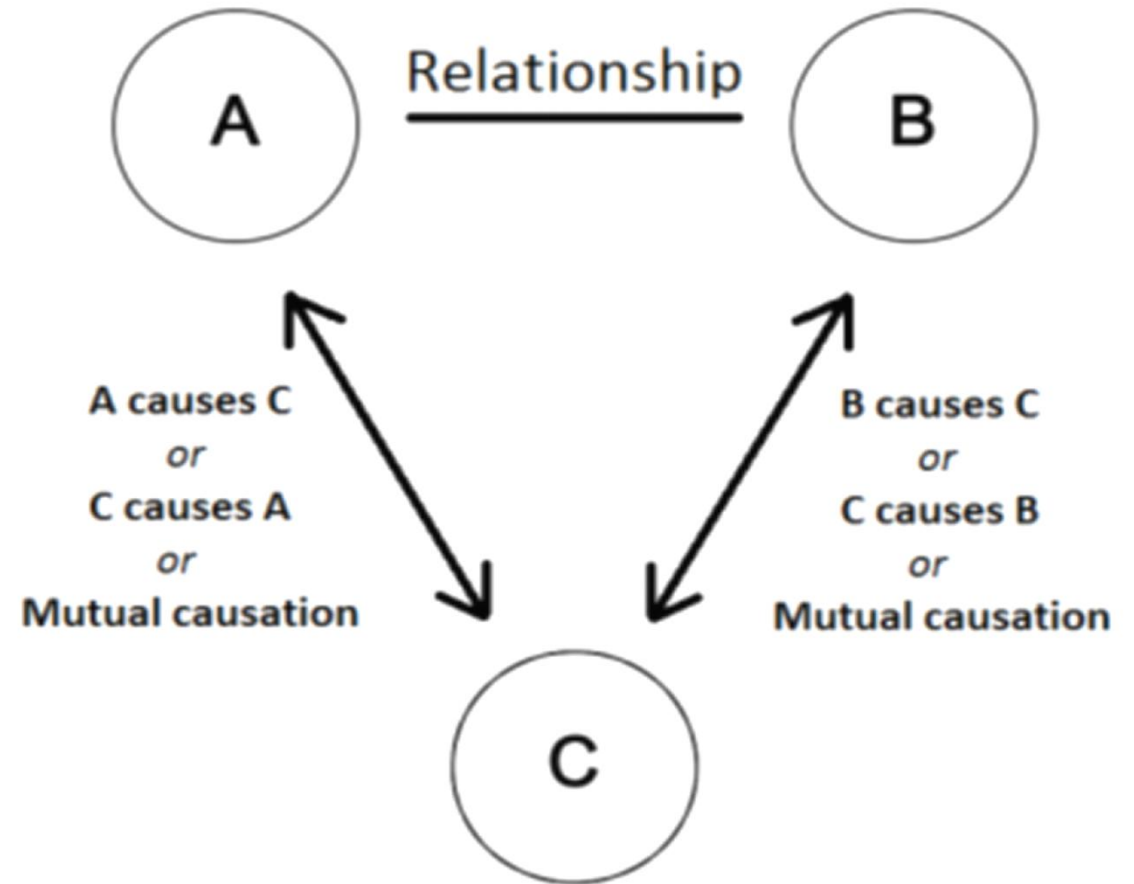 A
Relationship
B
A causes C
or
C causes A
or
Mutual causation
B causes C
or
C causes B
or
Mutual causation
C